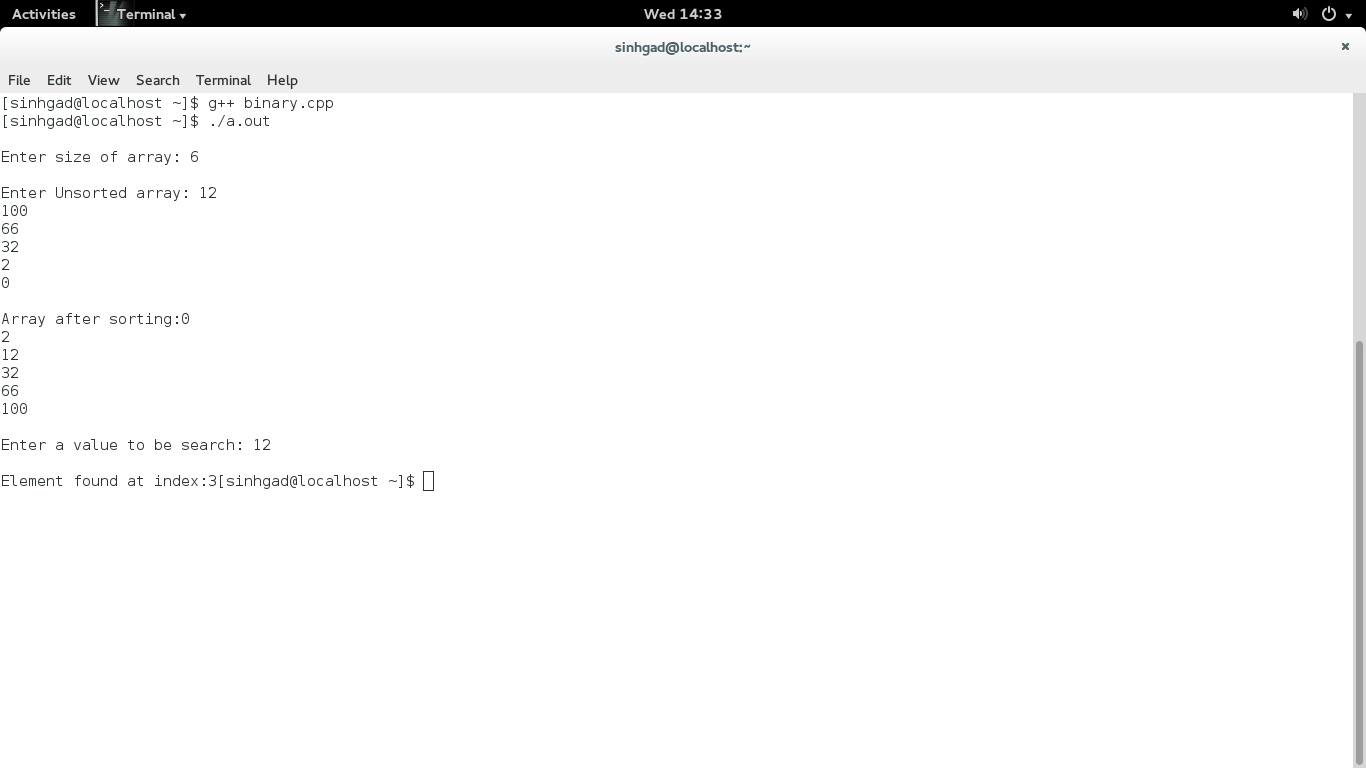 Activities Terminal Wed 14:33
sinhgad@localhost:~
File Edit View Search Terminal Help
[sinhgad@localhost ~]$ g++ binary.cpp
[sinhgad@localhost ~]$ ./a.out
Enter size of array: 6
Enter Unsorted array: 12
100
66
32
2
0
Array after sorting:0
2
12
32
66
100
Enter a value to be search: 12
Element found at index:3[sinhgad@localhost ~]$